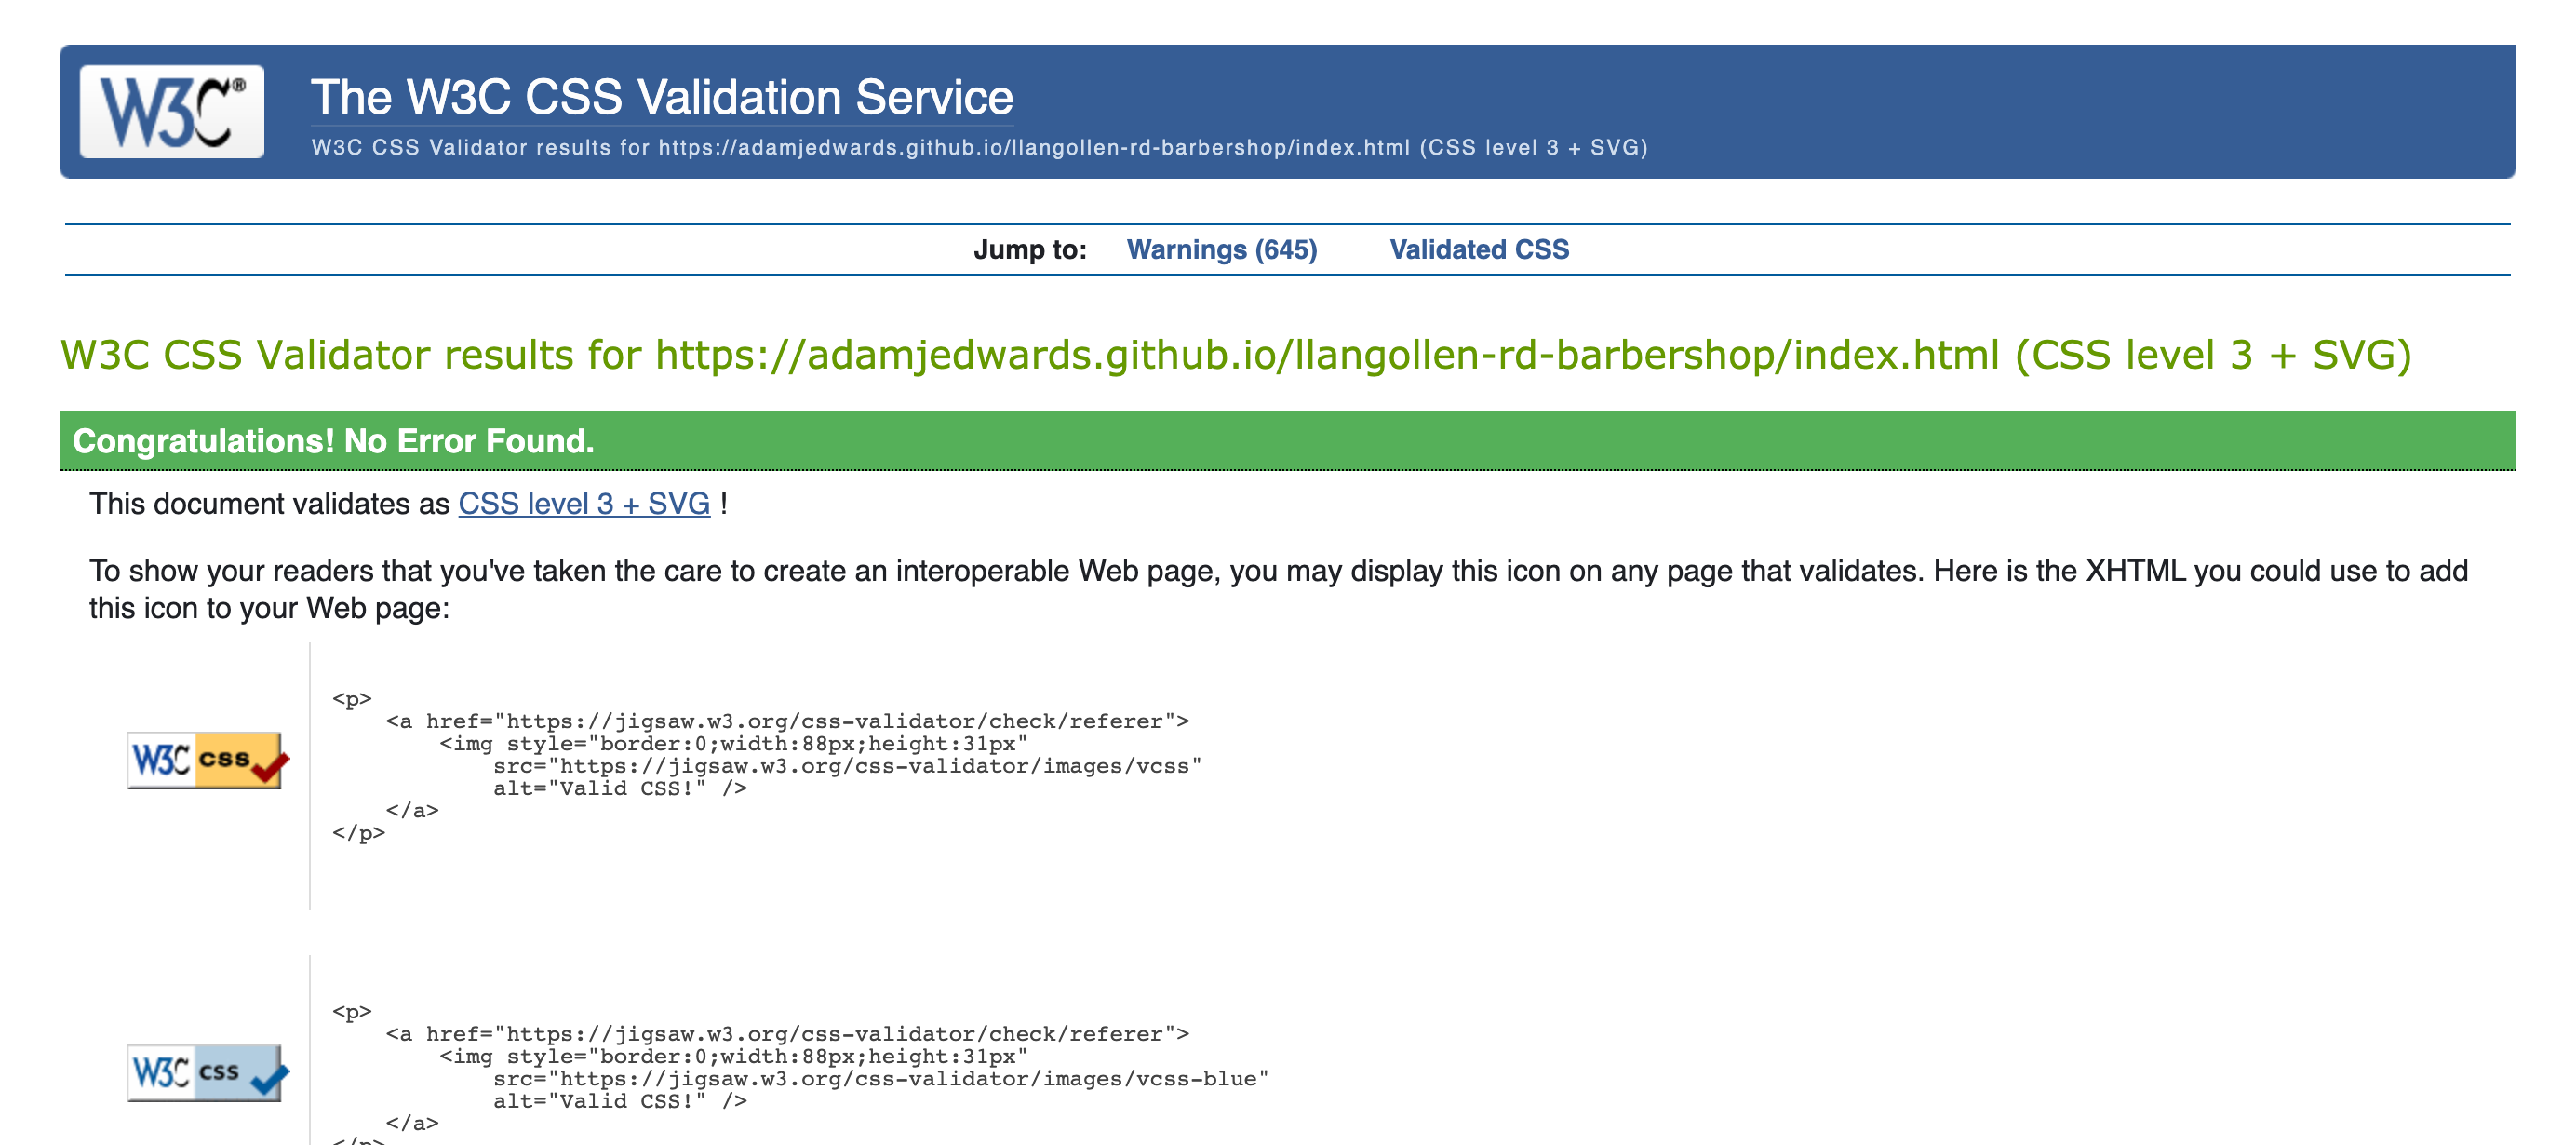 W3C®
The W3C CSS Validation Service
W3C CSS Validator results for https://adamjedwards.github.io/llangollen-rd-barbershop/index.html (CSS level 3 + SVG)
Jump to: Warnings (645) Validated CSS
W3C CSS Validator results for https://adamjedwards.github.io/llangollen-rd-barbershop/index.html (CSS level 3 + SVG)
Congratulations! No Error Found.
This document validates as CSS level 3 + SVG !
To show your readers that you've taken the care to create an interoperable Web page, you may display this icon on any page that validates. Here is the XHTML you could use to add
this icon to your Web page:
W3C css
<p>
    <a href="https://jigsaw.w3.org/css-validator/check/referer">
        <img style="border:0;width:88px;height:31px"
            src="https://jigsaw.w3.org/css-validator/images/vcss"
            alt="Valid CSS!" />
    </a>
</p>
W3C css
<p>
    <a href="https://jigsaw.w3.org/css-validator/check/referer">
        <img style="border:0;width:88px;height:31px"
            src="https://jigsaw.w3.org/css-validator/images/vcss-blue"
            alt="Valid CSS!" />
    </a>